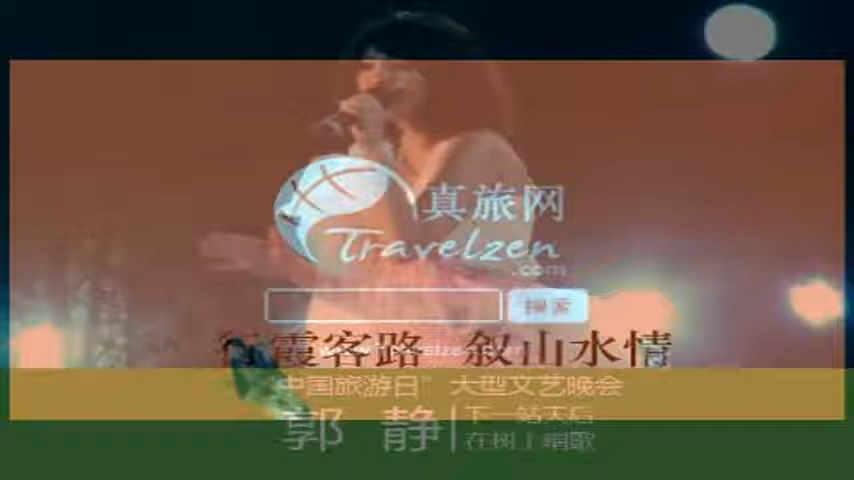 真旅网
Travelzen
.com
搜索
霞客路 叙山水情
中国旅游日" 大型文艺晚会
郭 静
下一站天后
在树上唱歌